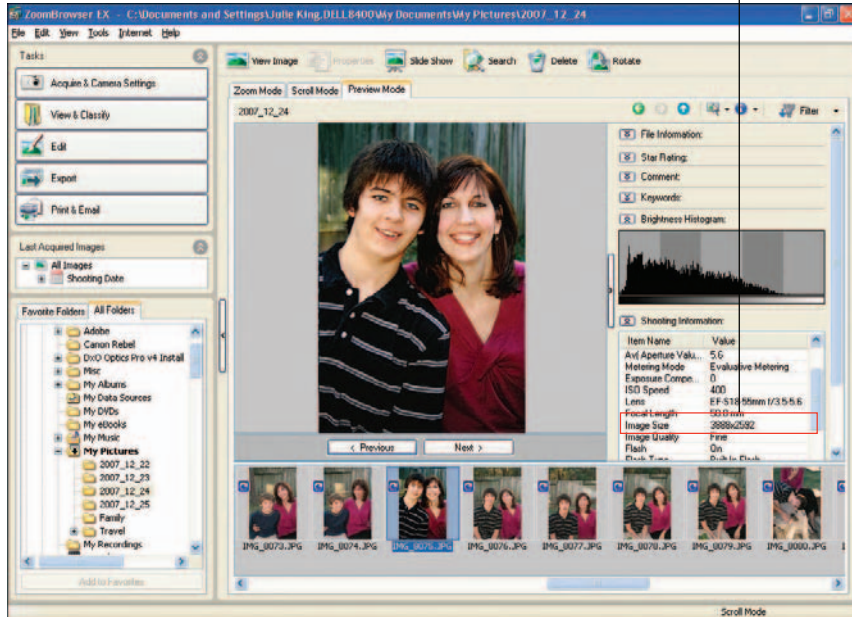 ZoomBrowser EX - C:\Documents and Settings\Julie King.DELL8400\My Documents\My Pictures\2007_12_24
File Edit View Tools Internet Help
Tasks
Acquire & Camera Settings
View & Classify
Edit
Export
Print & Email
Last Acquired Images
All Images
Shooting Date
Favorite Folders All Folders
Adobe
Canon Rebel
DxO Optics Pro v4 Install
Misc
My Albums
My Data Sources
My DVDs
My eBooks
My Music
My Pictures
2007_12_22
2007_12_23
2007_12_24
2007_12_25
Family
Travel
My Recordings
Add to Favorites
View Image Properties Slide Show Search Delete Rotate
Zoom Mode Scroll Mode Preview Mode
2007_12_24 Filter
< Previous Next >
File Information:
Star Rating:
Comment:
Keywords:
Brightness Histogram:
Shooting Information:
Item Name Value
Av( Aperture Valu... 5.6
Metering Mode Evaluative Metering
Exposure Compe... 0
ISO Speed 400
Lens EF-S18-55mm f/3.5-5.6
Focal Length 50.0 mm
Image Size 3888x2592
Image Quality Fine
Flash On
Flash Type Built-In Flash
IMG_0073.JPG IMG_0074.JPG IMG_0075.JPG IMG_0076.JPG IMG_0077.JPG IMG_0078.JPG IMG_0079.JPG IMG_0080.JPG
Scroll Mode